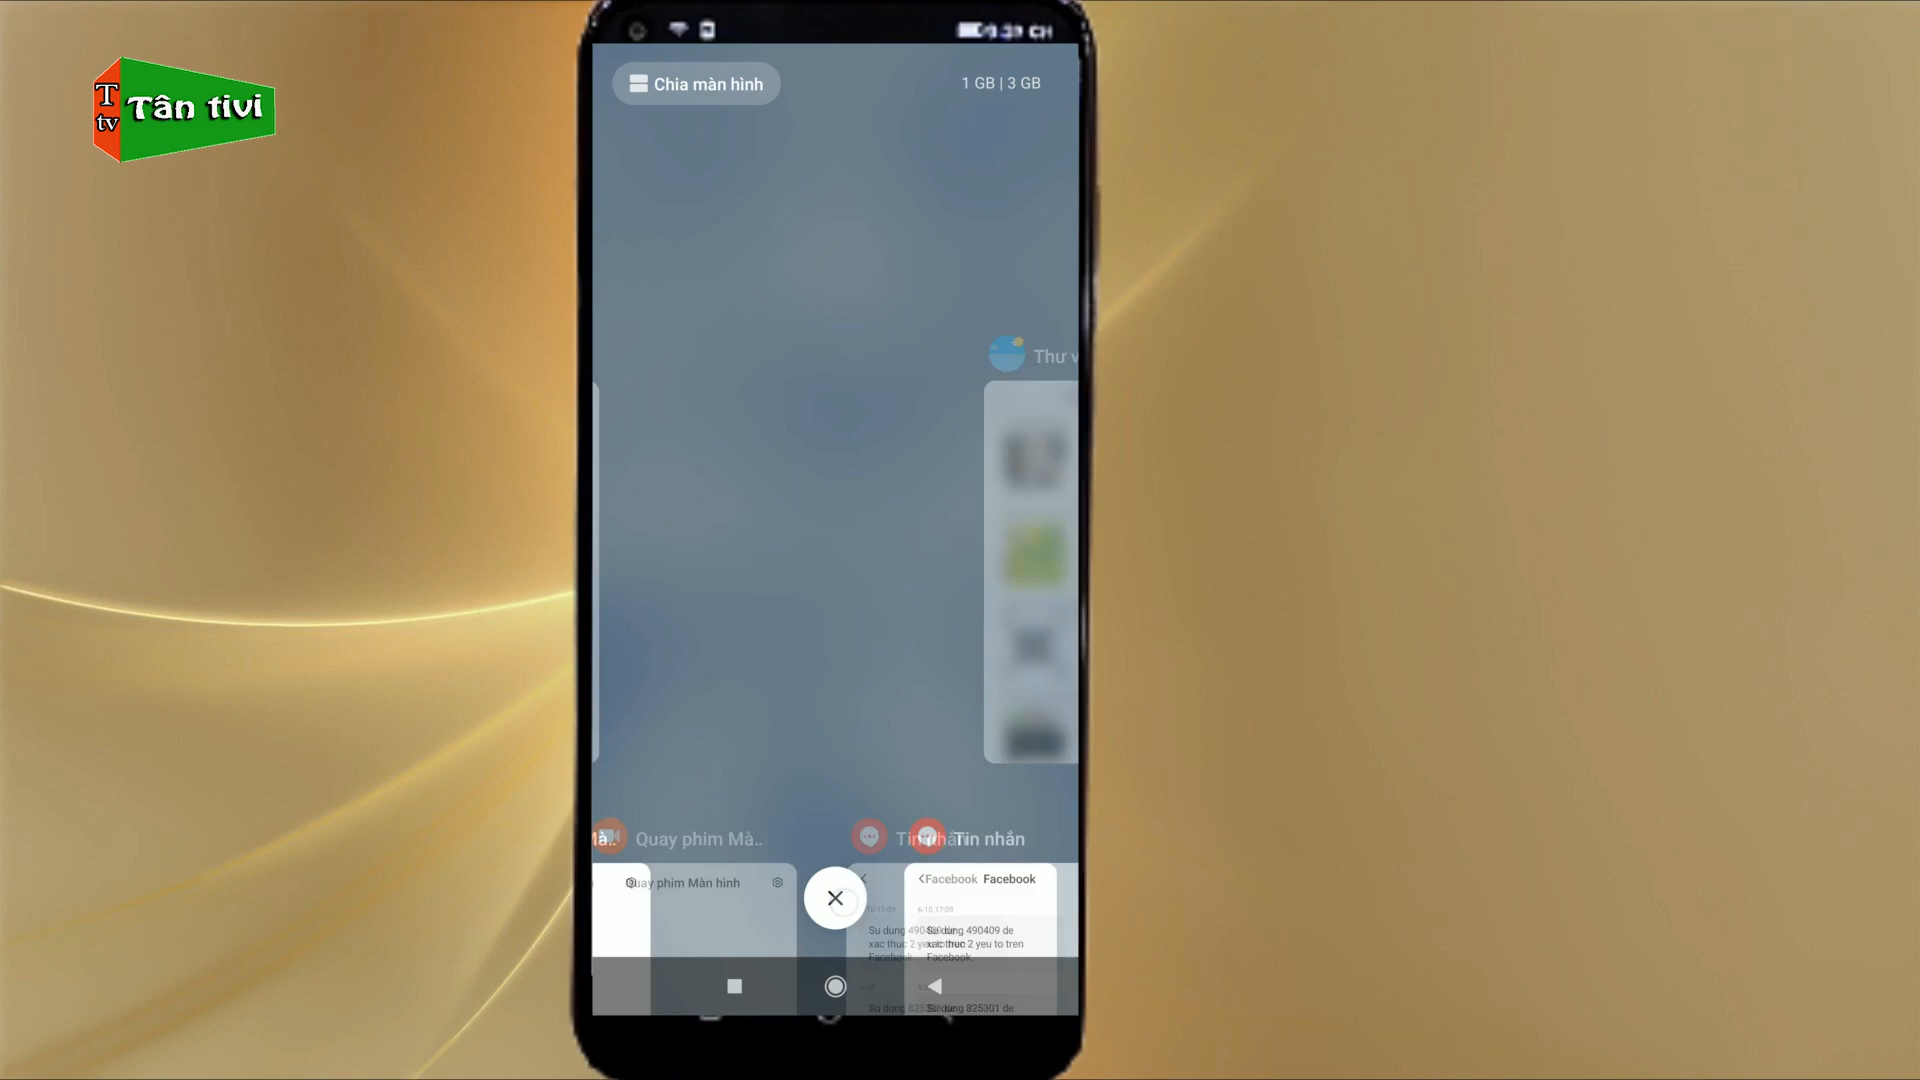 T
tv
Tân tivi
Chia màn hình
1 GB | 3 GB
Thư v
Quay phim Mà..
Tin nhắn
Quay phim Màn hình
Facebook Facebook
6-10 17:09
Su dung 490409 de
xac thuc 2 yeu to tren
Facebook.
Su dung 825301 de